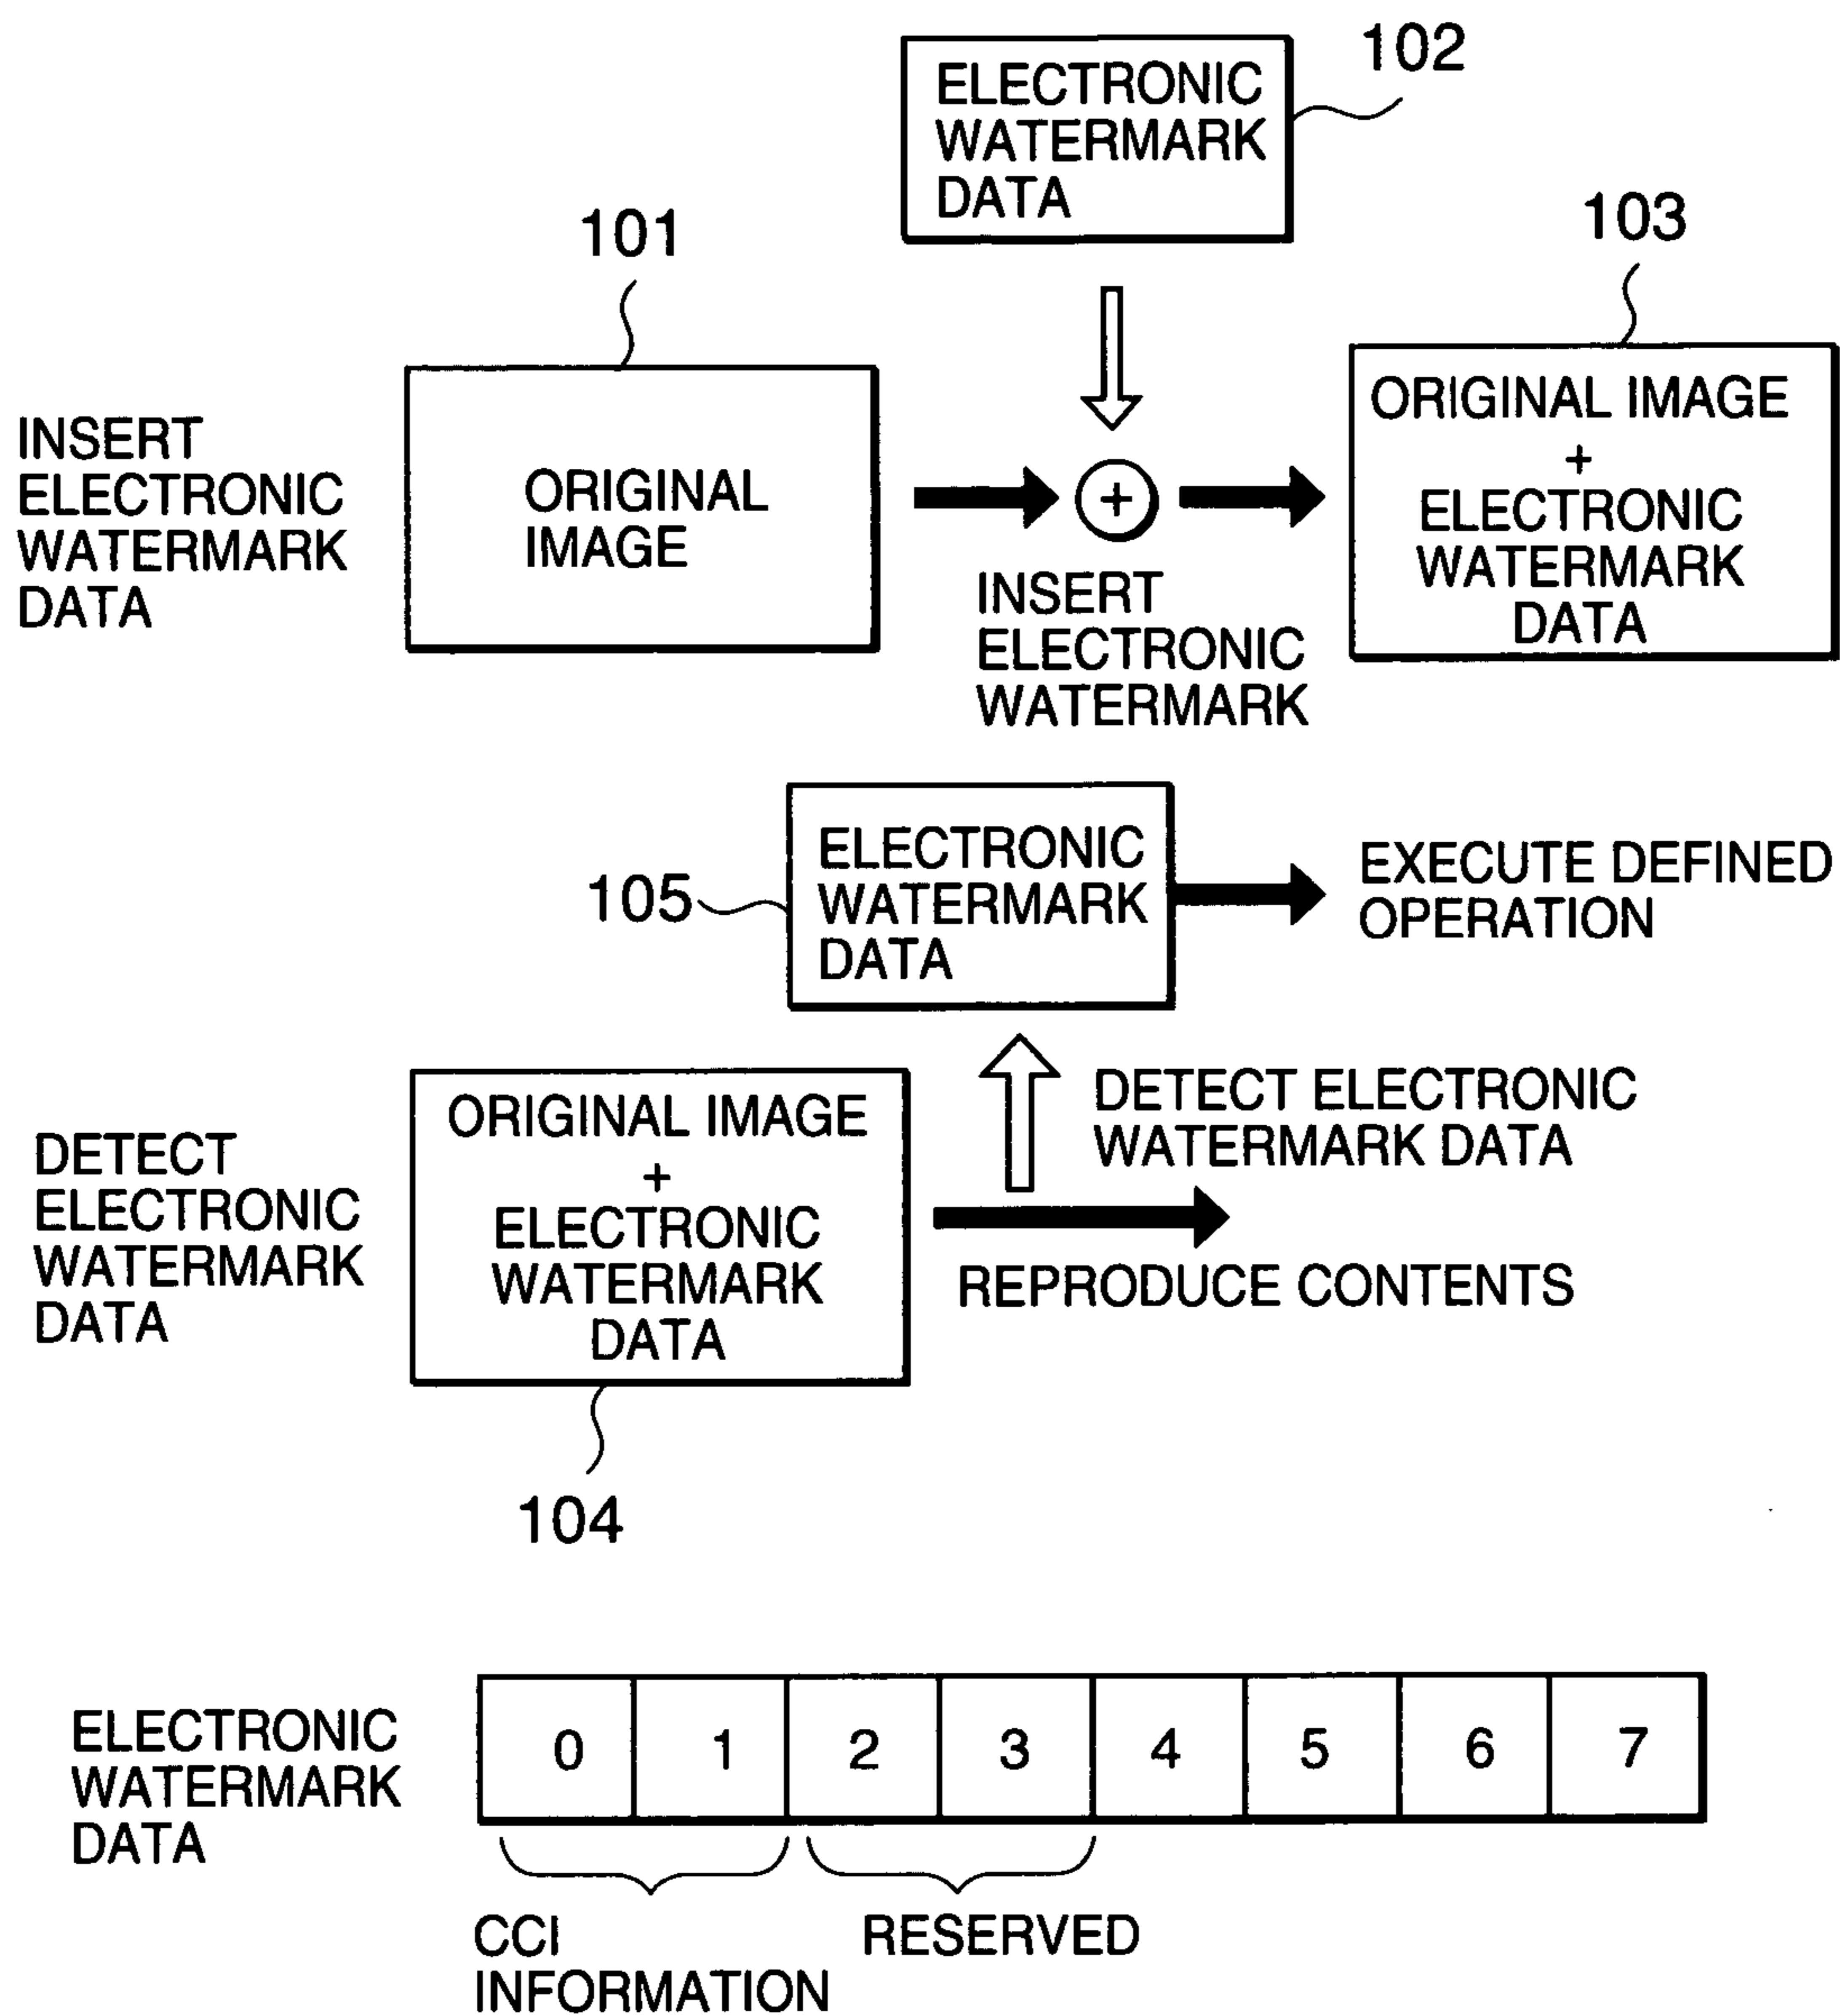 102
ELECTRONIC
WATERMARK
DATA
101
103
INSERT
ELECTRONIC
WATERMARK
DATA
ORIGINAL
IMAGE
+
INSERT
ELECTRONIC
WATERMARK
ORIGINAL IMAGE
+
ELECTRONIC
WATERMARK
DATA
105
ELECTRONIC
WATERMARK
DATA
EXECUTE DEFINED
OPERATION
DETECT
ELECTRONIC
WATERMARK
DATA
ORIGINAL IMAGE
+
ELECTRONIC
WATERMARK
DATA
DETECT ELECTRONIC
WATERMARK DATA
REPRODUCE CONTENTS
104
ELECTRONIC
WATERMARK
DATA
0 1 2 3 4 5 6 7
CCI
INFORMATION
RESERVED